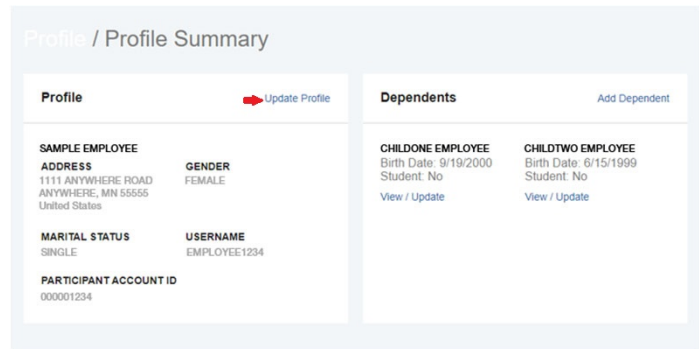 Profile / Profile Summary
Profile
Update Profile
SAMPLE EMPLOYEE
ADDRESS
1111 ANYWHERE ROAD
ANYWHERE, MN 55555
United States
GENDER
FEMALE
MARITAL STATUS
SINGLE
USERNAME
EMPLOYEE1234
PARTICIPANT ACCOUNT ID
000001234
Dependents
Add Dependent
CHILDONE EMPLOYEE
Birth Date: 9/19/2000
Student: No
View / Update
CHILDTWO EMPLOYEE
Birth Date: 6/15/1999
Student: No
View / Update